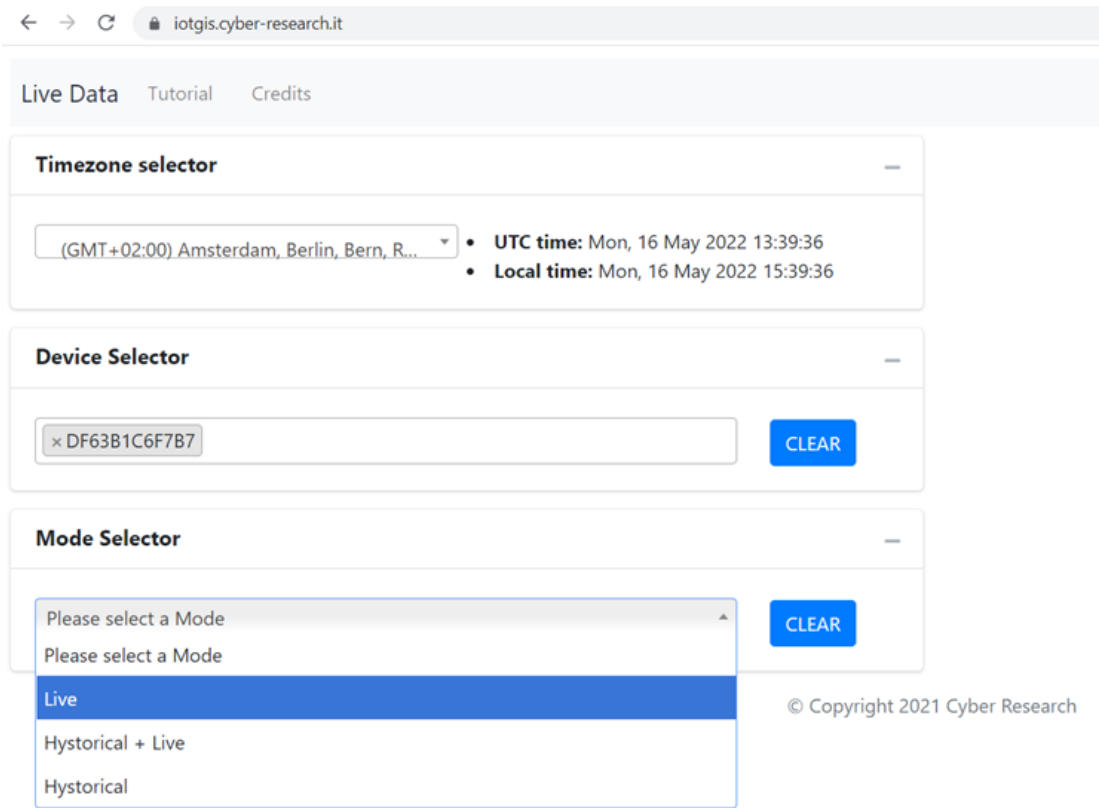 iotgis.cyber-research.it
Live Data Tutorial Credits
Timezone selector
(GMT+02:00) Amsterdam, Berlin, Bern, R...
UTC time: Mon, 16 May 2022 13:39:36
Local time: Mon, 16 May 2022 15:39:36
Device Selector
×DF63B1C6F7B7 CLEAR
Mode Selector
Please select a Mode CLEAR
Please select a Mode
Live
© Copyright 2021 Cyber Research
Hystorical + Live
Hystorical